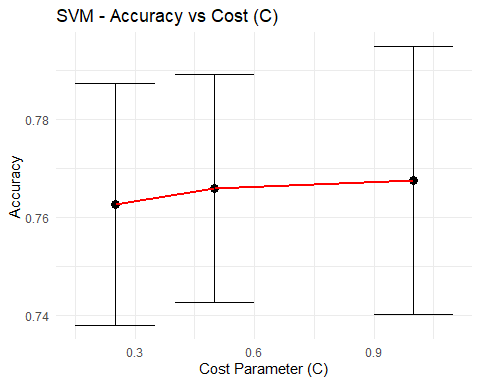 SVM - Accuracy vs Cost (C)
0.78
0.76
0.74
Accuracy
0.3 0.6 0.9
Cost Parameter (C)